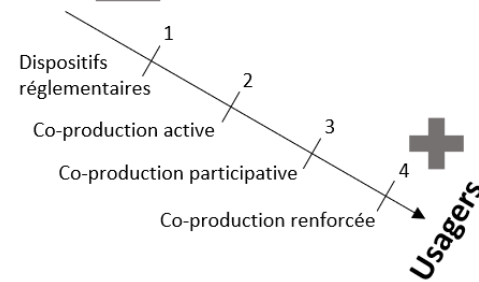 1
Dispositifs
réglementaires
2
Co-production active
3
Co-production participative
4
Co-production renforcée
Usagers